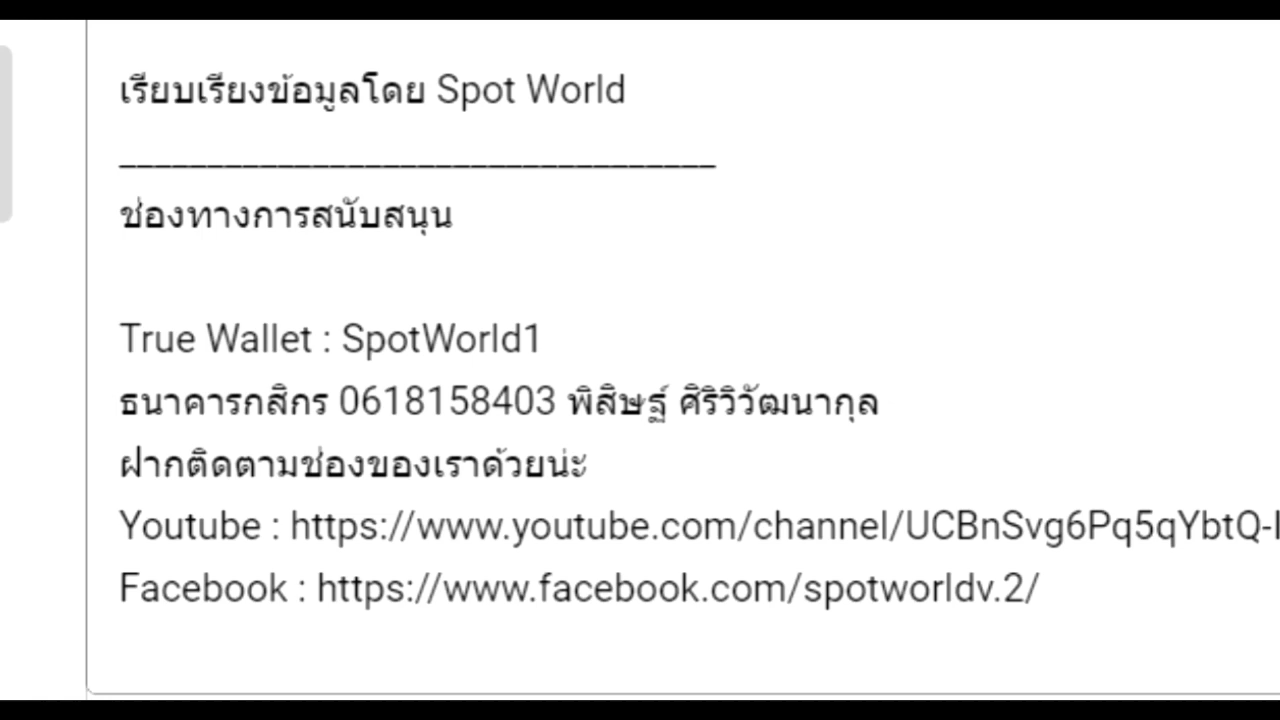 เรียบเรียงข้อมูลโดย Spot World
__________________________________
ช่องทางการสนับสนุน
True Wallet : SpotWorld1
ธนาคารกสิกร 0618158403 พิสิษฐ์ ศิริวิวัฒนากุล
ฝากติดตามช่องของเราด้วยน่ะ
Youtube : https://www.youtube.com/channel/UCBnSvg6Pq5qYbtQ-
Facebook : https://www.facebook.com/spotworldv.2/